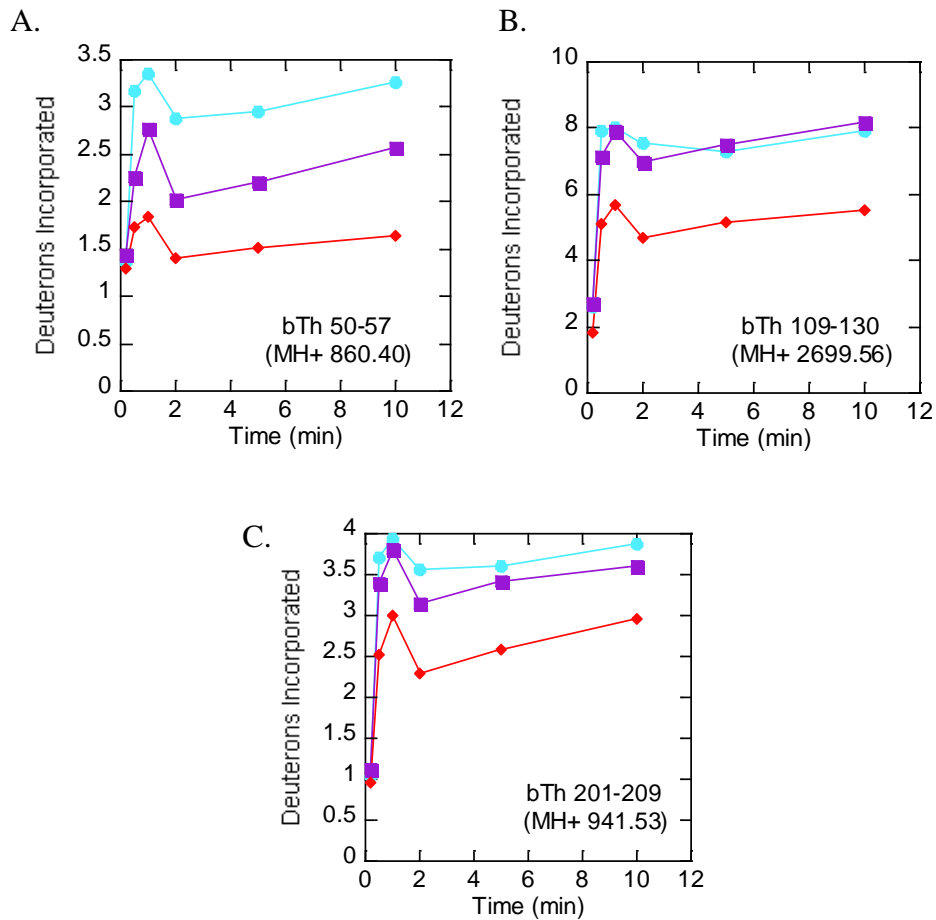 A.
3.5
3
2.5
2
1.5
1
0.5
0
0 2 4 6 8 10 12
Deuterons Incorporated
Time (min)
bTh 50-57
(MH+ 860.40)
B.
10
8
6
4
2
0
0 2 4 6 8 10 12
Deuterons Incorporated
Time (min)
bTh 109-130
(MH+ 2699.56)
C.
4
3.5
3
2.5
2
1.5
1
0.5
0
0 2 4 6 8 10 12
Deuterons Incorporated
Time (min)
bTh 201-209
(MH+ 941.53)